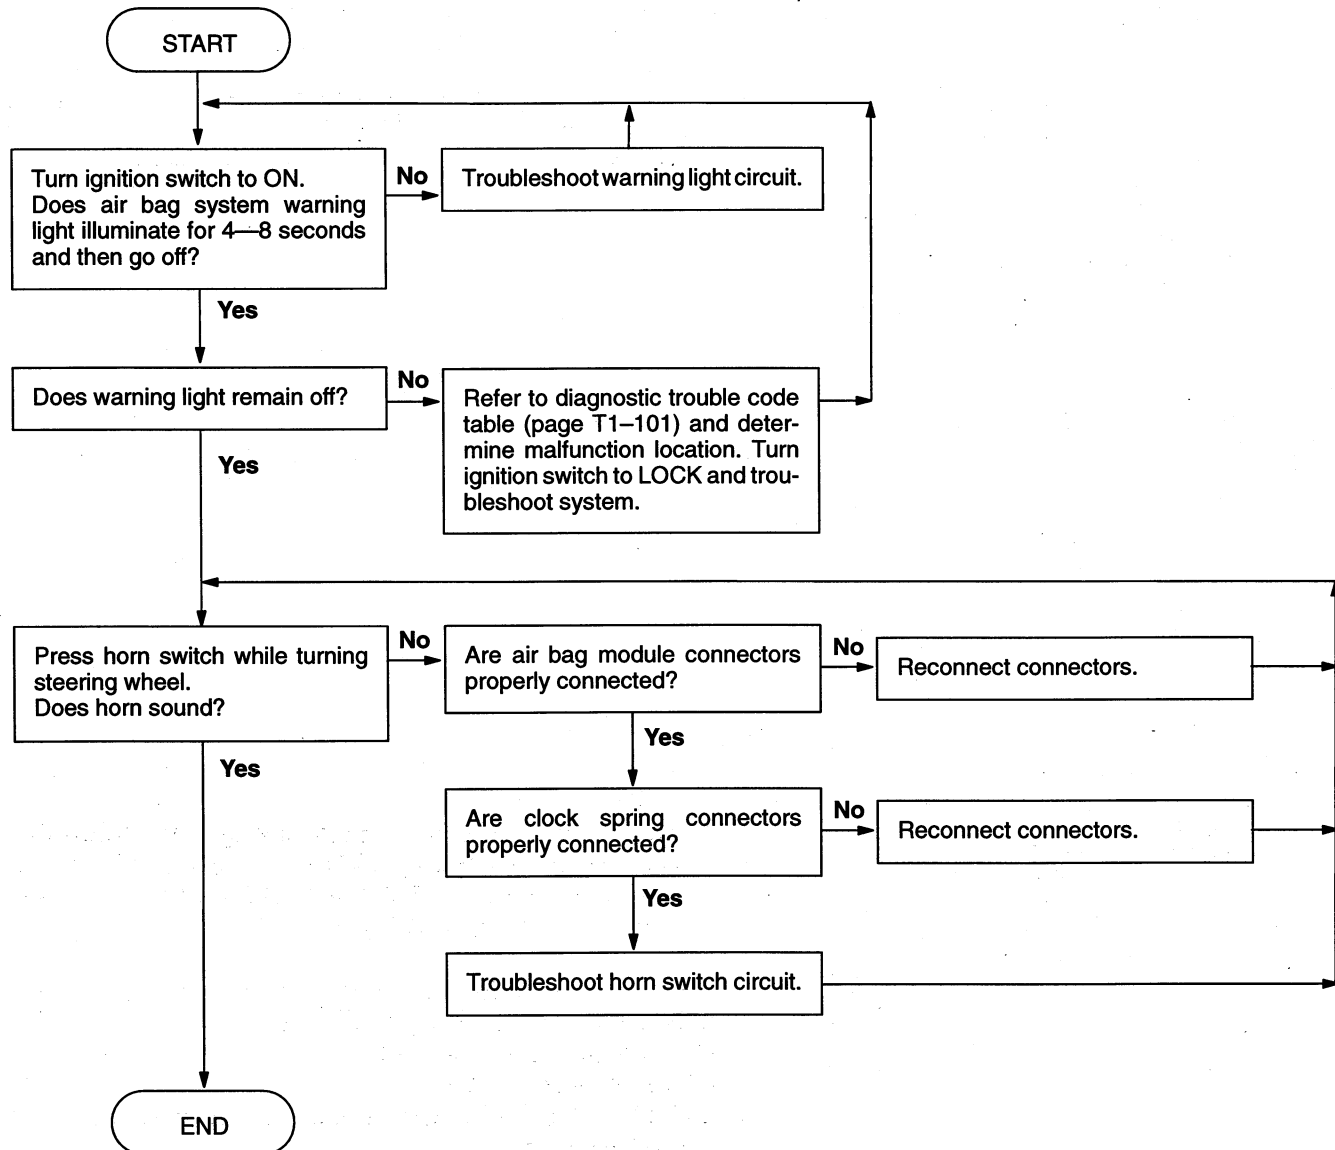 START
Turn ignition switch to ON.
Does air bag system warning
light illuminate for 4—8 seconds
and then go off?
No
Troubleshoot warning light circuit.
Yes
Does warning light remain off?
No
Refer to diagnostic trouble code
table (page T1–101) and deter-
mine malfunction location. Turn
ignition switch to LOCK and trou-
bleshoot system.
Yes
Press horn switch while turning
steering wheel.
Does horn sound?
No
Are air bag module connectors
properly connected?
No
Reconnect connectors.
Yes
Yes
Are clock spring connectors
properly connected?
No
Reconnect connectors.
Yes
Troubleshoot horn switch circuit.
END